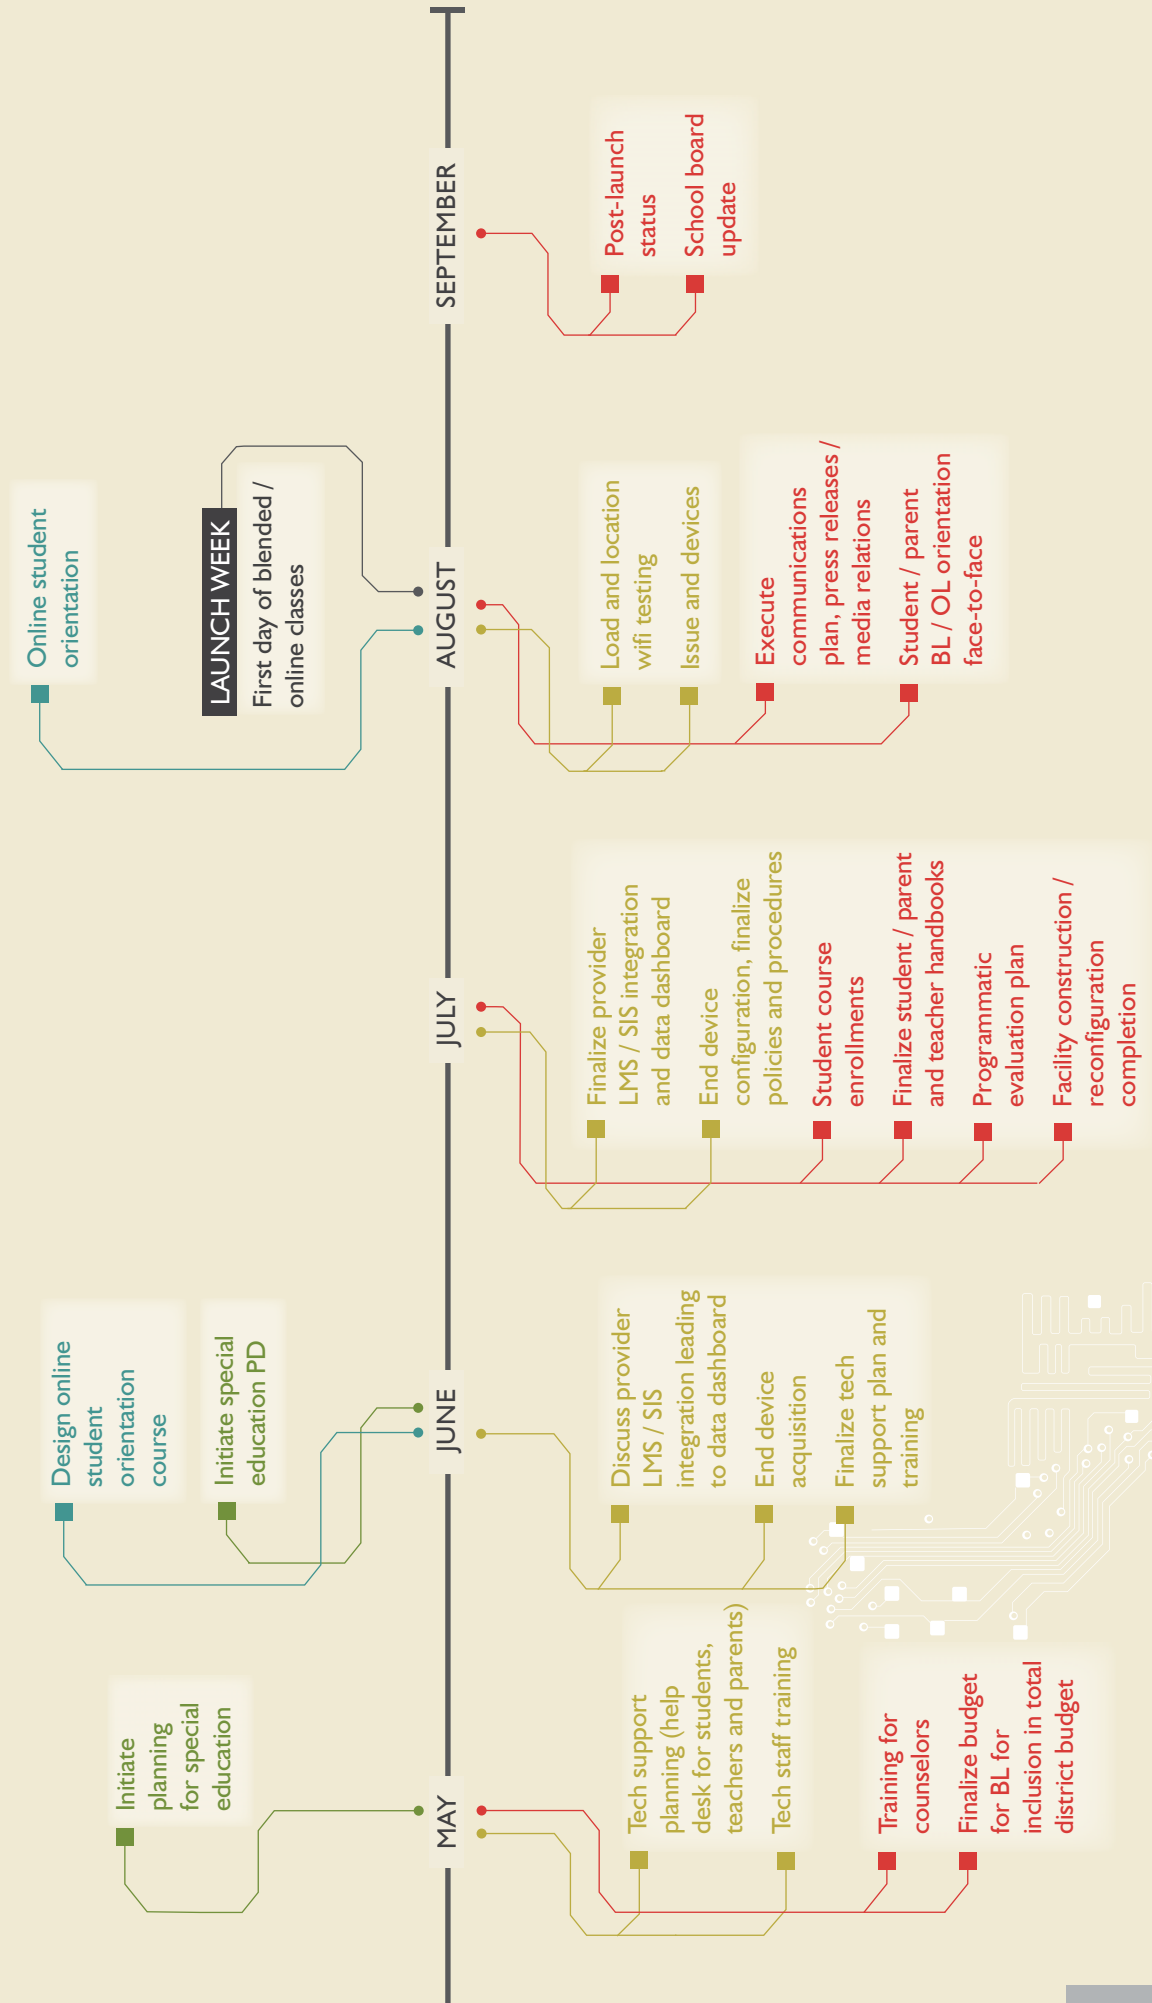 Initiate
planning
for special
education
MAY
Tech support
planning (help
desk for students,
teachers and parents)
Tech staff training
Training for
counselors
Finalize budget
for BL for
inclusion in total
district budget
Design online
student
orientation
course
Initiate special
education PD
JUNE
Discuss provider
LMS / SIS
integration leading
to data dashboard
End device
acquisition
Finalize tech
support plan and
training
JULY
Finalize provider
LMS / SIS integration
and data dashboard
End device
configuration, finalize
policies and procedures
Student course
enrollments
Finalize student / parent
and teacher handbooks
Programmatic
evaluation plan
Facility construction /
reconfiguration
completion
Online student
orientation
LAUNCH WEEK
First day of blended /
online classes
AUGUST
Load and location
wifi testing
Issue and devices
Execute
communications
plan, press releases /
media relations
Student / parent
BL / OL orientation
face-to-face
SEPTEMBER
Post-launch
status
School board
update